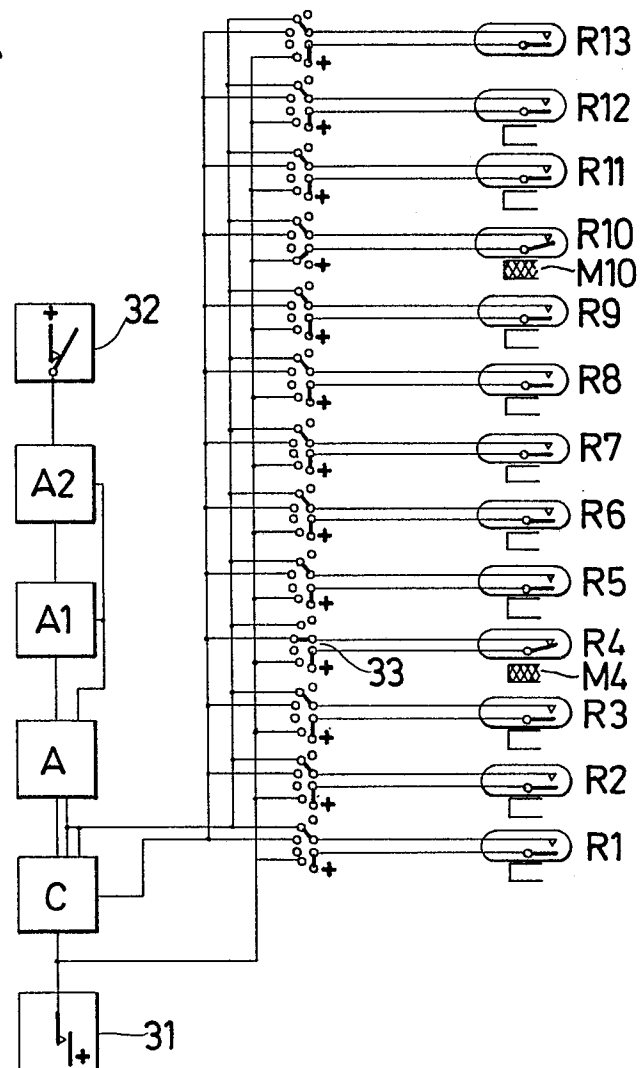 R13
+
R12
+
R11
+
R10
+
M10
R9
+
32
+
R8
+
R7
+
A2
R6
+
R5
+
A1
R4
33
+
M4
R3
+
A
R2
+
R1
+
C
31
+